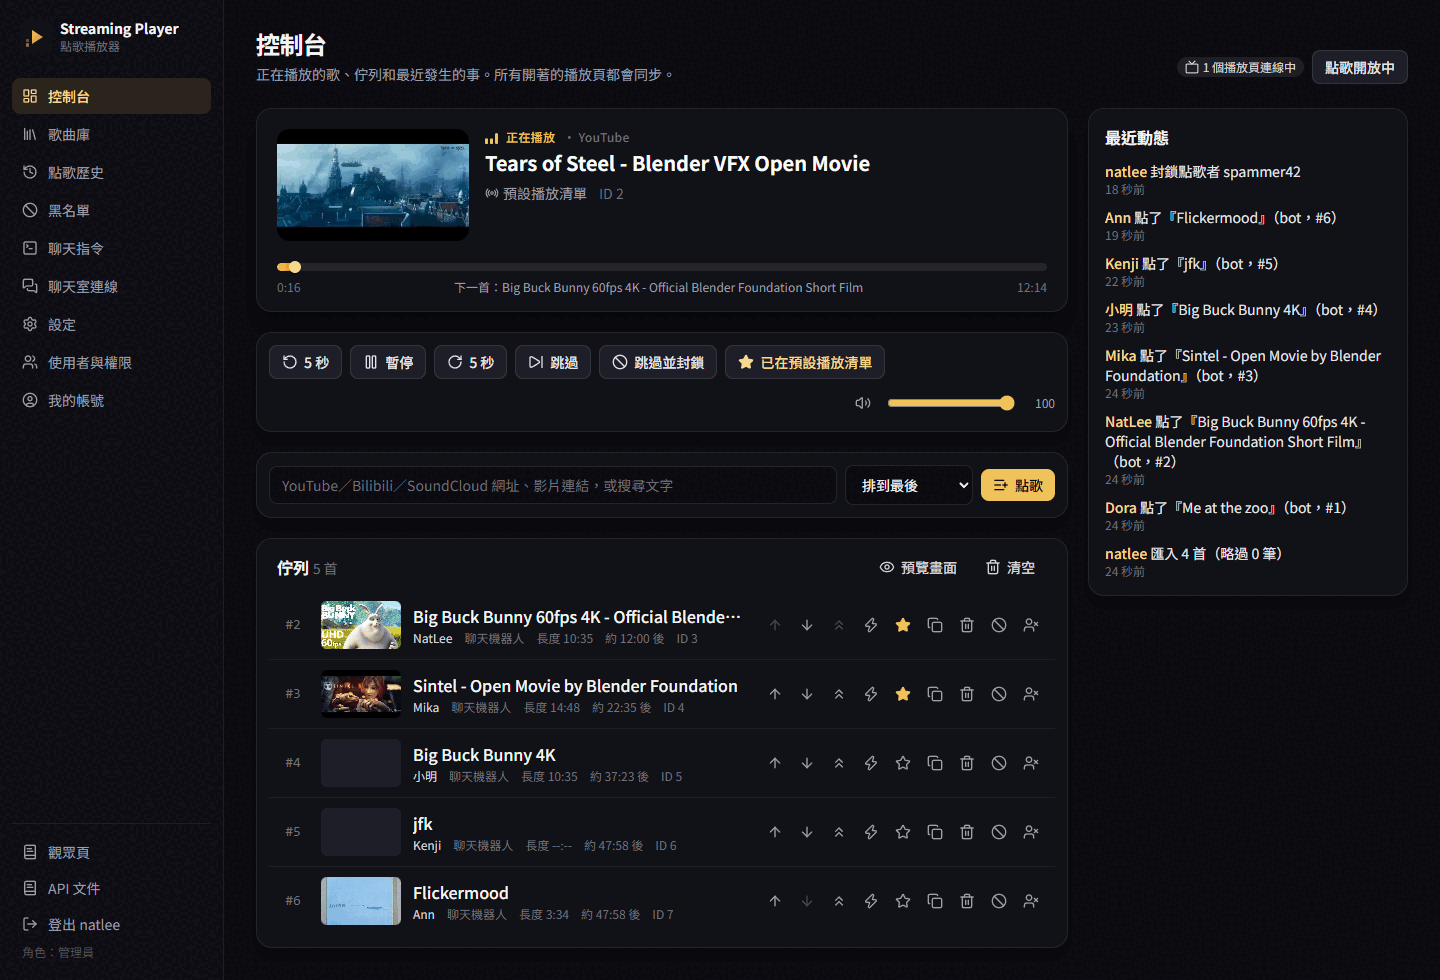 Streaming Player
點歌播放器
控制台
歌曲庫
點歌歷史
黑名單
聊天指令
聊天室連線
設定
使用者與權限
我的帳號
觀眾頁
API 文件
登出 natlee
角色：管理員
控制台
正在播放的歌、佇列和最近發生的事。所有開著的播放頁都會同步。
1 個播放頁連線中
點歌開放中
正在播放 • YouTube
Tears of Steel - Blender VFX Open Movie
預設播放清單 ID 2
0:16
下一首：Big Buck Bunny 60fps 4K - Official Blender Foundation Short Film
12:14
5 秒
暫停
5 秒
跳過
跳過並封鎖
已在預設播放清單
100
YouTube／Bilibili／SoundCloud 網址、影片連結，或搜尋文字
排到最後
點歌
佇列 5 首
預覽畫面
清空
#2
Big Buck BUNNY
UHD
60fps
Big Buck Bunny 60fps 4K - Official Blende…
NatLee 聊天機器人 長度 10:35 約 12:00 後 ID 3
#3
Sintel - Open Movie by Blender Foundation
Mika 聊天機器人 長度 14:48 約 22:35 後 ID 4
#4
Big Buck Bunny 4K
小明 聊天機器人 長度 10:35 約 37:23 後 ID 5
#5
jfk
Kenji 聊天機器人 長度 --:-- 約 47:58 後 ID 6
#6
Flickermood
Ann 聊天機器人 長度 3:34 約 47:58 後 ID 7
最近動態
natlee 封鎖點歌者 spammer42
18 秒前
Ann 點了『Flickermood』（bot，#6）
19 秒前
Kenji 點了『jfk』（bot，#5）
22 秒前
小明 點了『Big Buck Bunny 4K』（bot，#4）
23 秒前
Mika 點了『Sintel - Open Movie by Blender
Foundation』（bot，#3）
24 秒前
NatLee 點了『Big Buck Bunny 60fps 4K -
Official Blender Foundation Short Film』
（bot，#2）
24 秒前
Dora 點了『Me at the zoo』（bot，#1）
24 秒前
natlee 匯入 4 首（略過 0 筆）
24 秒前